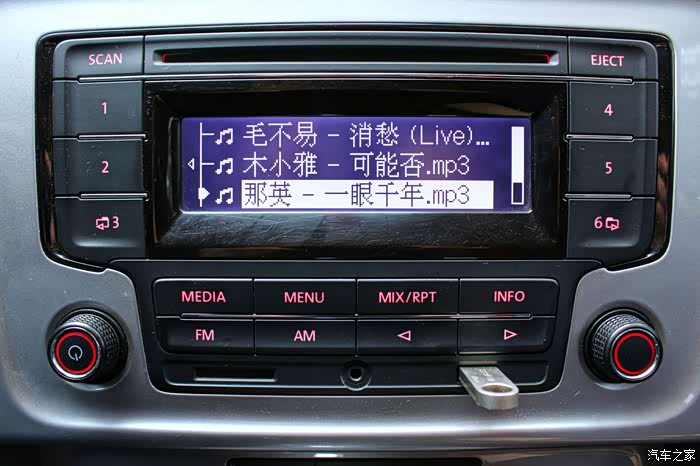 SCAN
EJECT
1
4
毛不易 - 消愁 (Live)...
2
木小雅 - 可能否.mp3
5
3
那英 - 一眼千年.mp3
6
MEDIA
MENU
MIX/RPT
INFO
FM
AM
汽车之家